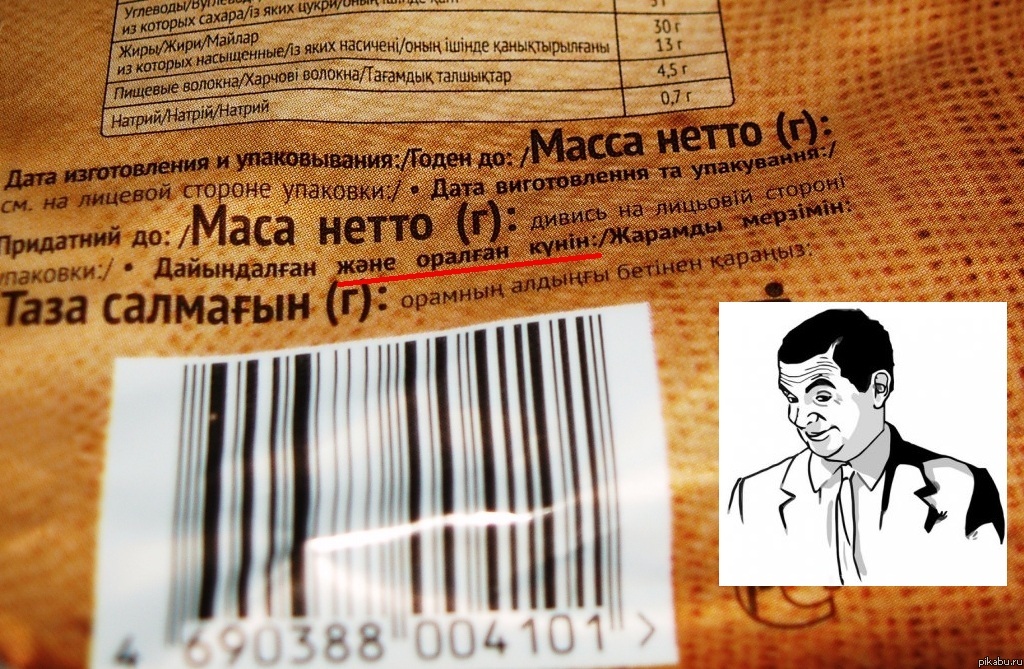 Углеводы/Вуглеводи
из которых сахара/із яких цукри/оның ішінде қант
30 г
Жиры/Жири/Майлар
13 г
из которых насыщенные/із яких насичені/оның ішінде қанықтырылғаны
Пищевые волокна/Харчові волокна/Тағамдық талшықтар 4,5 г
Натрий/Натрій/Натрий 0,7 г
Дата изготовления и упаковывания:/Годен до: /Масса нетто (г):
см. на лицевой стороне упаковки:/ • Дата виготовлення та упакування:/
Придатний до: /Маса нетто (г): дивись на лицьовій стороні
упаковки:/ • Дайындалған және оралған күнін:/Жарамды мерзімін:
Таза салмағын (г): орамның алдыңғы бетінен қараңыз:
4 690388 004101 >
pikabu.ru